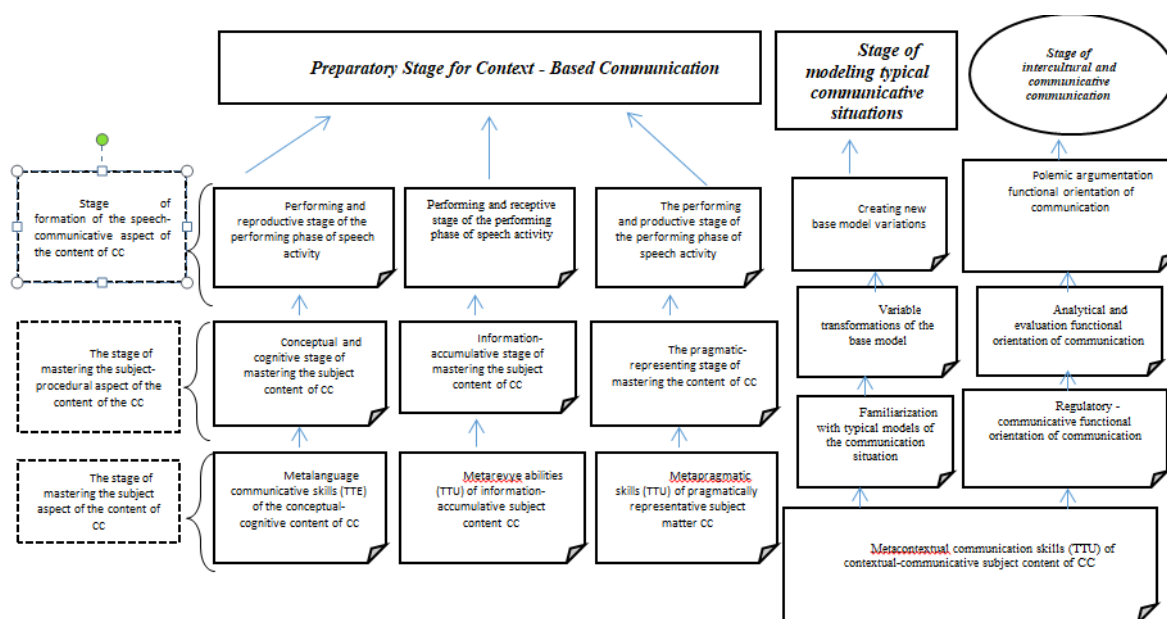 Preparatory Stage for Context - Based Communication
Stage of
modeling typical
communicative
situations
Stage of
intercultural and
communicative
communication
Stage of
formation of the speech-
communicative aspect of
the content of CC
Performing and
reproductive stage of the
performing phase of speech
activity
Performing and receptive
stage of the performing
phase of speech activity
The performing
and productive stage of
the performing phase of
speech activity
Creating new
base model variations
Polemic argumentation
functional orientation of
communication
The stage of
mastering the subject-
procedural aspect of the
content of the CC
Conceptual and
cognitive stage of
mastering the subject
content of CC
Information-
accumulative stage of
mastering the subject
content of CC
The pragmatic-
representing stage of
mastering the content of CC
Variable
transformations of the
base model
Analytical and
evaluation functional
orientation of communication
Familiarization
with typical models of
the communication
situation
Regulatory -
communicative functional
orientation of communication
The stage of
mastering the subject
aspect of the content of
CC
Metalanguage
communicative skills (TTE)
of the conceptual-
cognitive content of CC
Metarevye abilities
(TTU) of information-
accumulative subject
content CC
Metapragmatic
skills (TTU) of pragmatically
representative subject
matter CC
Metacontextual communication skills (TTU) of
contextual-communicative subject content of CC